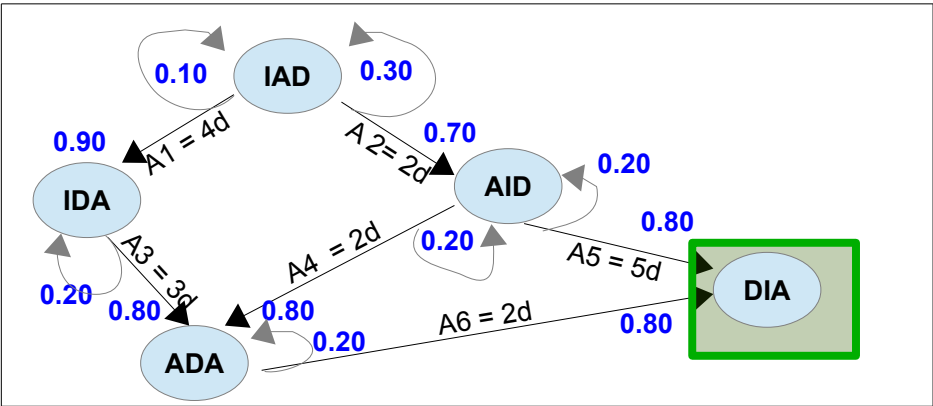 IAD
0.10
0.30
0.90
A1 = 4d
A 2= 2d
0.70
IDA
AID
0.20
0.80
A3 = 3d
A4 = 2d
0.20
A5 = 5d
DIA
0.20
0.80
0.80
A6 = 2d
0.80
0.20
ADA